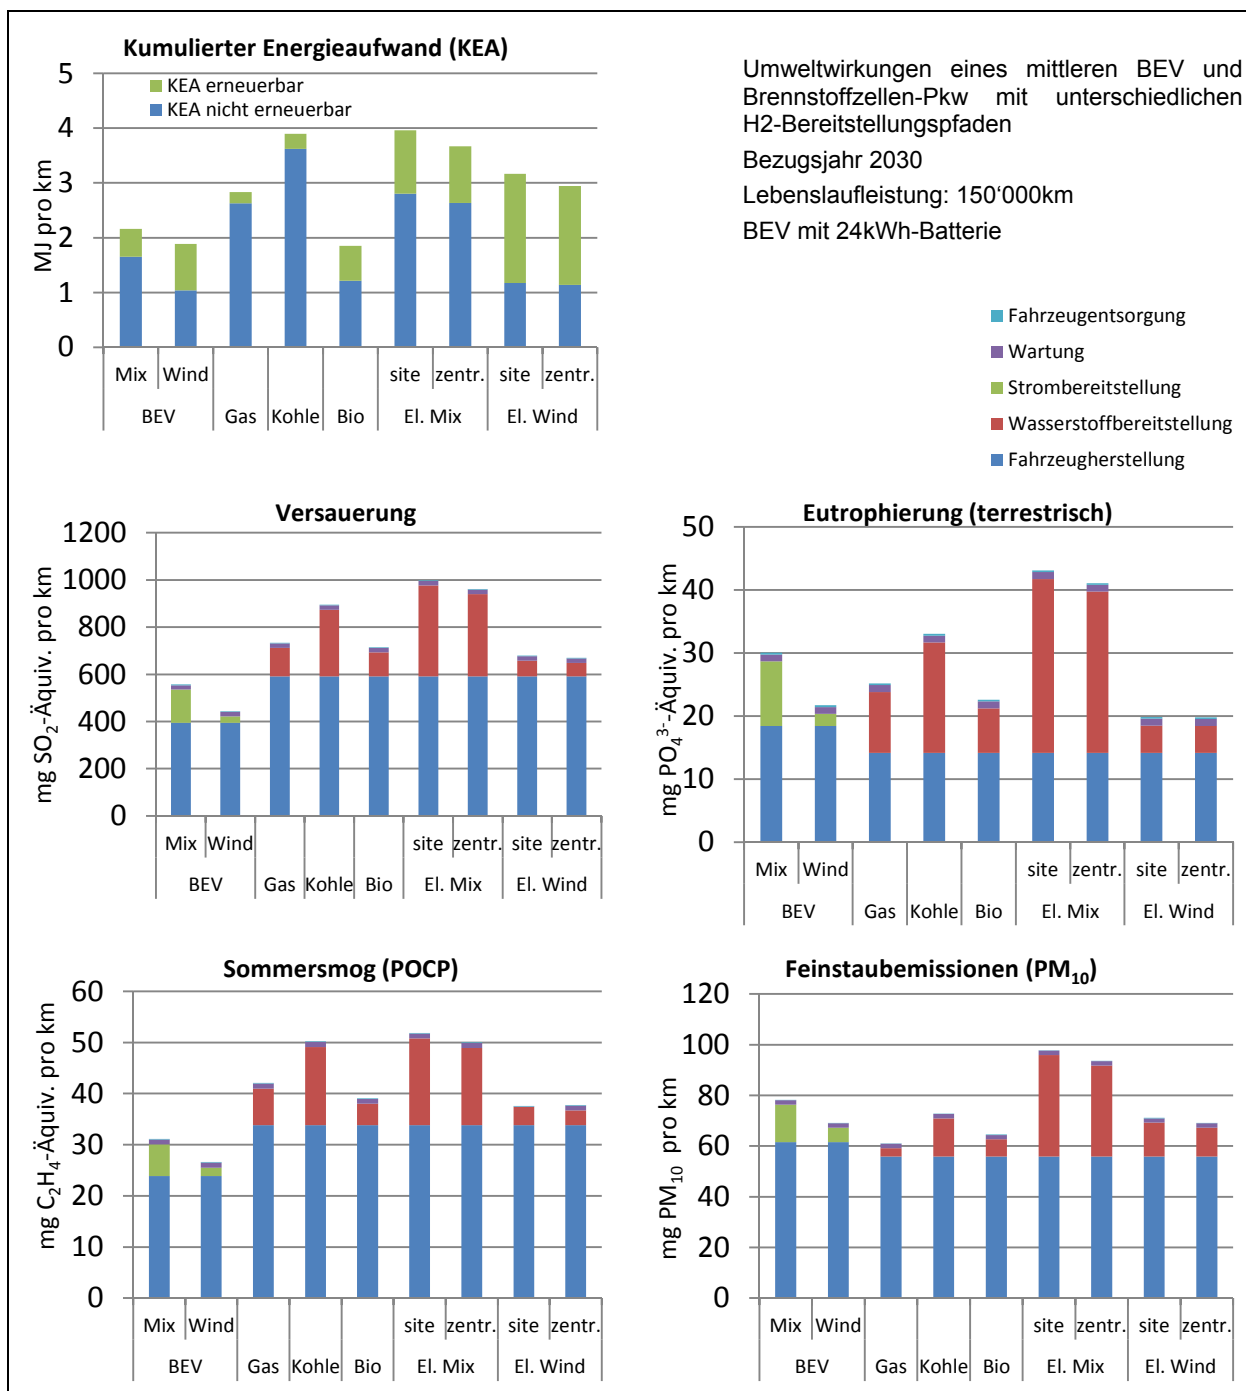 Kumulierter Energieaufwand (KEA)
MJ pro km
5
4
3
2
1
0
KEA erneuerbar
KEA nicht erneuerbar
Mix Wind site zentr. site zentr.
BEV Gas Kohle Bio El. Mix El. Wind
Umweltwirkungen eines mittleren BEV und
Brennstoffzellen-Pkw mit unterschiedlichen
H2-Bereitstellungspfaden
Bezugsjahr 2030
Lebenslaufleistung: 150‘000km
BEV mit 24kWh-Batterie
Fahrzeugentsorgung
Wartung
Strombereitstellung
Wasserstoffbereitstellung
Fahrzeugherstellung
Versauerung
mg SO₂-Äquiv. pro km
1200
1000
800
600
400
200
0
Mix Wind site zentr. site zentr.
BEV Gas Kohle Bio El. Mix El. Wind
Eutrophierung (terrestrisch)
mg PO₄³⁻-Äquiv. pro km
50
40
30
20
10
0
Mix Wind site zentr. site zentr.
BEV Gas Kohle Bio El. Mix El. Wind
Sommersmog (POCP)
mg C₂H₄-Äquiv. pro km
60
50
40
30
20
10
0
Mix Wind site zentr. site zentr.
BEV Gas Kohle Bio El. Mix El. Wind
Feinstaubemissionen (PM₁₀)
mg PM₁₀ pro km
120
100
80
60
40
20
0
Mix Wind site zentr. site zentr.
BEV Gas Kohle Bio El. Mix El. Wind